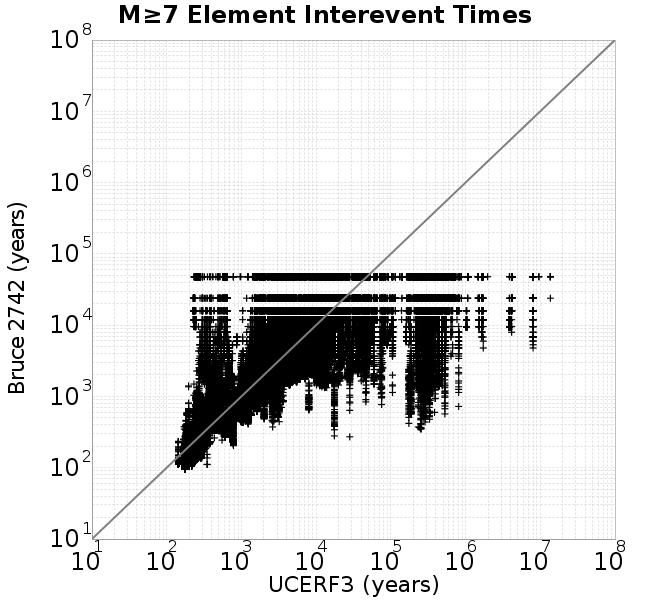 M≥7 Element Interevent Times
10^8
10^7
10^6
10^5
10^4
10^3
10^2
10^1
Bruce 2742 (years)
10^1 10^2 10^3 10^4 10^5 10^6 10^7 10^8
UCERF3 (years)